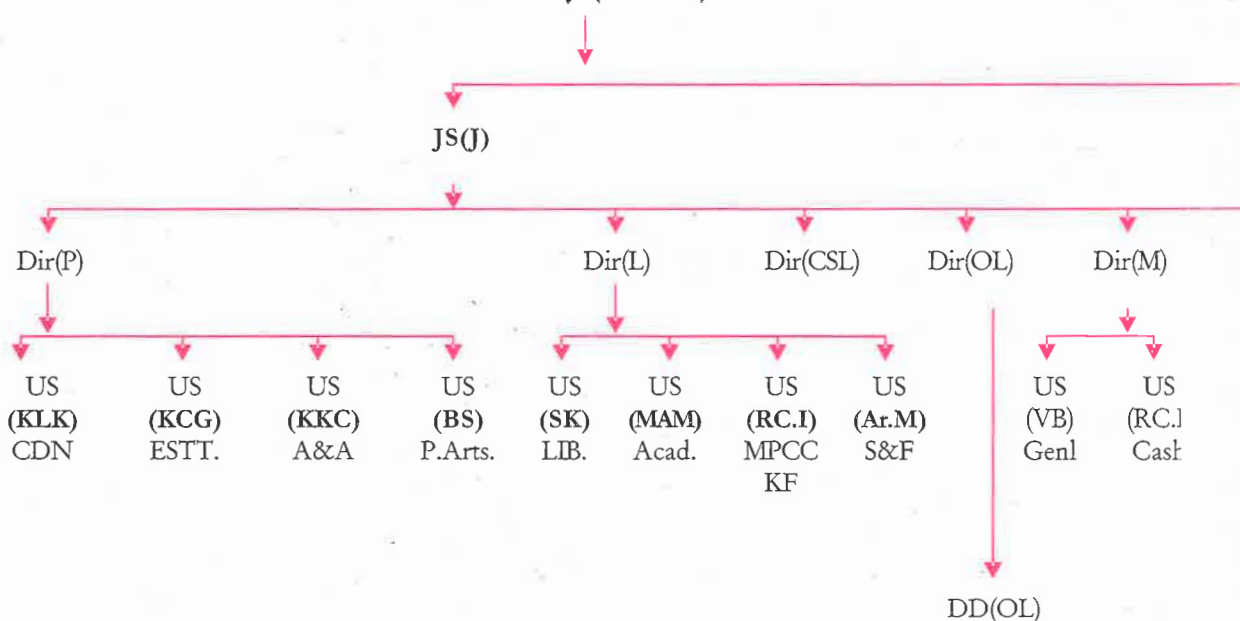 JS(J)
Dir(P) Dir(L) Dir(CSL) Dir(OL) Dir(M)
US US US US US US US US US US
(KLK) (KCG) (KKC) (BS) (SK) (MAM) (RC.I) (Ar.M) (VB)
CDN ESTT. A&A P.Arts. LIB. Acad. MPCC S&F Genl
KF
DD(OL)